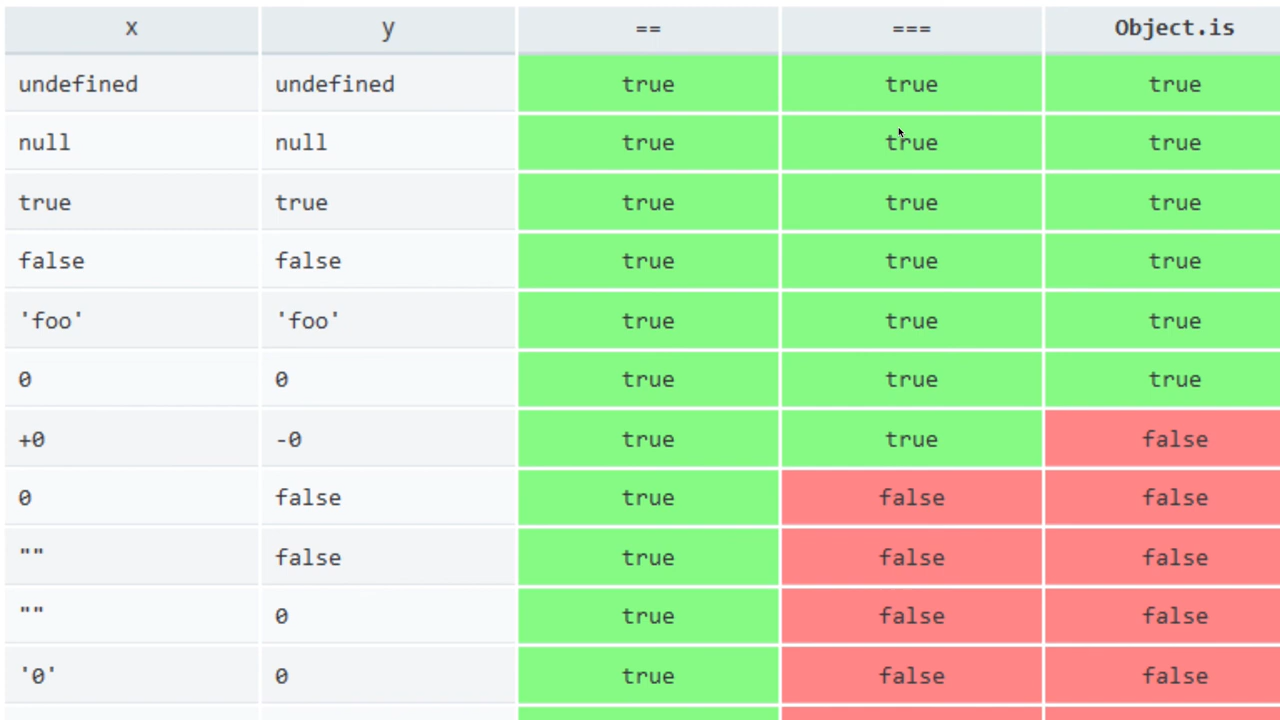 x y == === Object.is
undefined undefined true true true
null null true true true
true true true true true
false false true true true
'foo' 'foo' true true true
0 0 true true true
+0 -0 true true false
0 false true false false
"" false true false false
"" 0 true false false
'0' 0 true false false